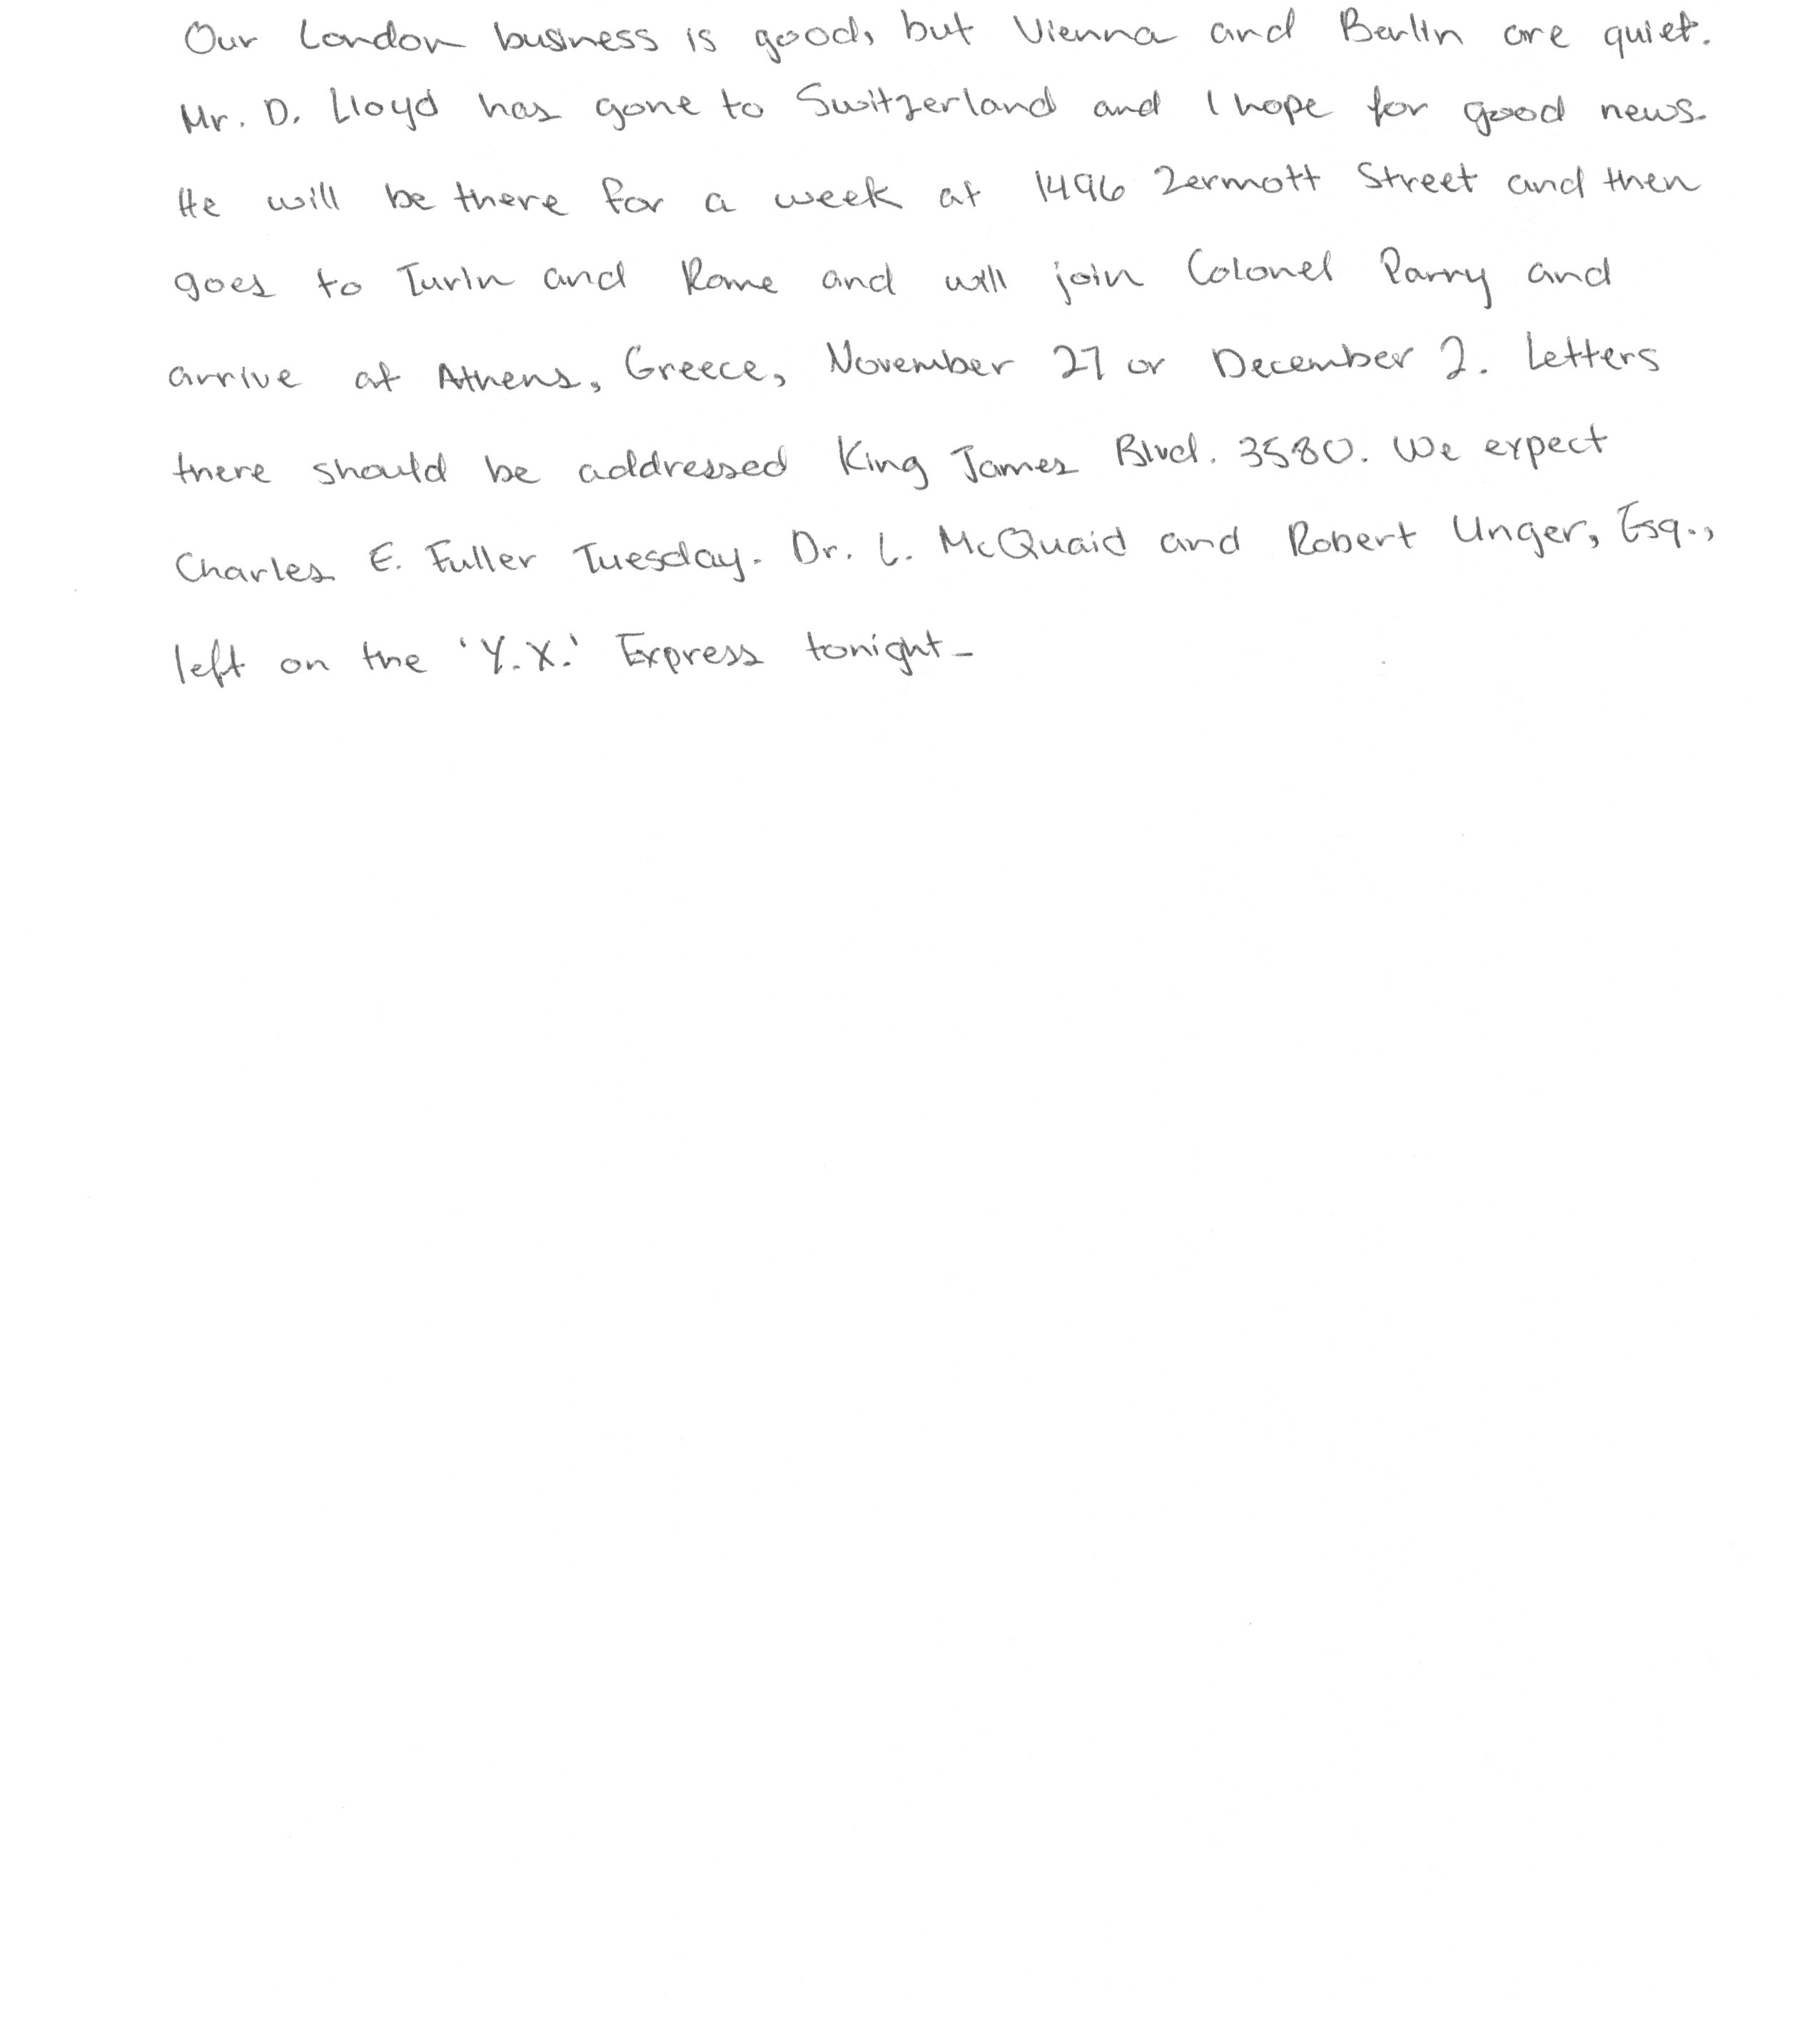 Our London business is good, but Vienna and Berlin are quiet.
Mr. D. Lloyd has gone to Switzerland and I hope for good news.
He will be there for a week at 1496 Zermott Street and then
goes to Turin and Rome and will join Colonel Parry and
arrive at Athens, Greece, November 27 or December 2. Letters
there should be addressed King James Blvd. 3580. We expect
Charles E. Fuller Tuesday. Dr. L. McQuaid and Robert Unger, Esq.,
left on the 'Y.X.' Express tonight.